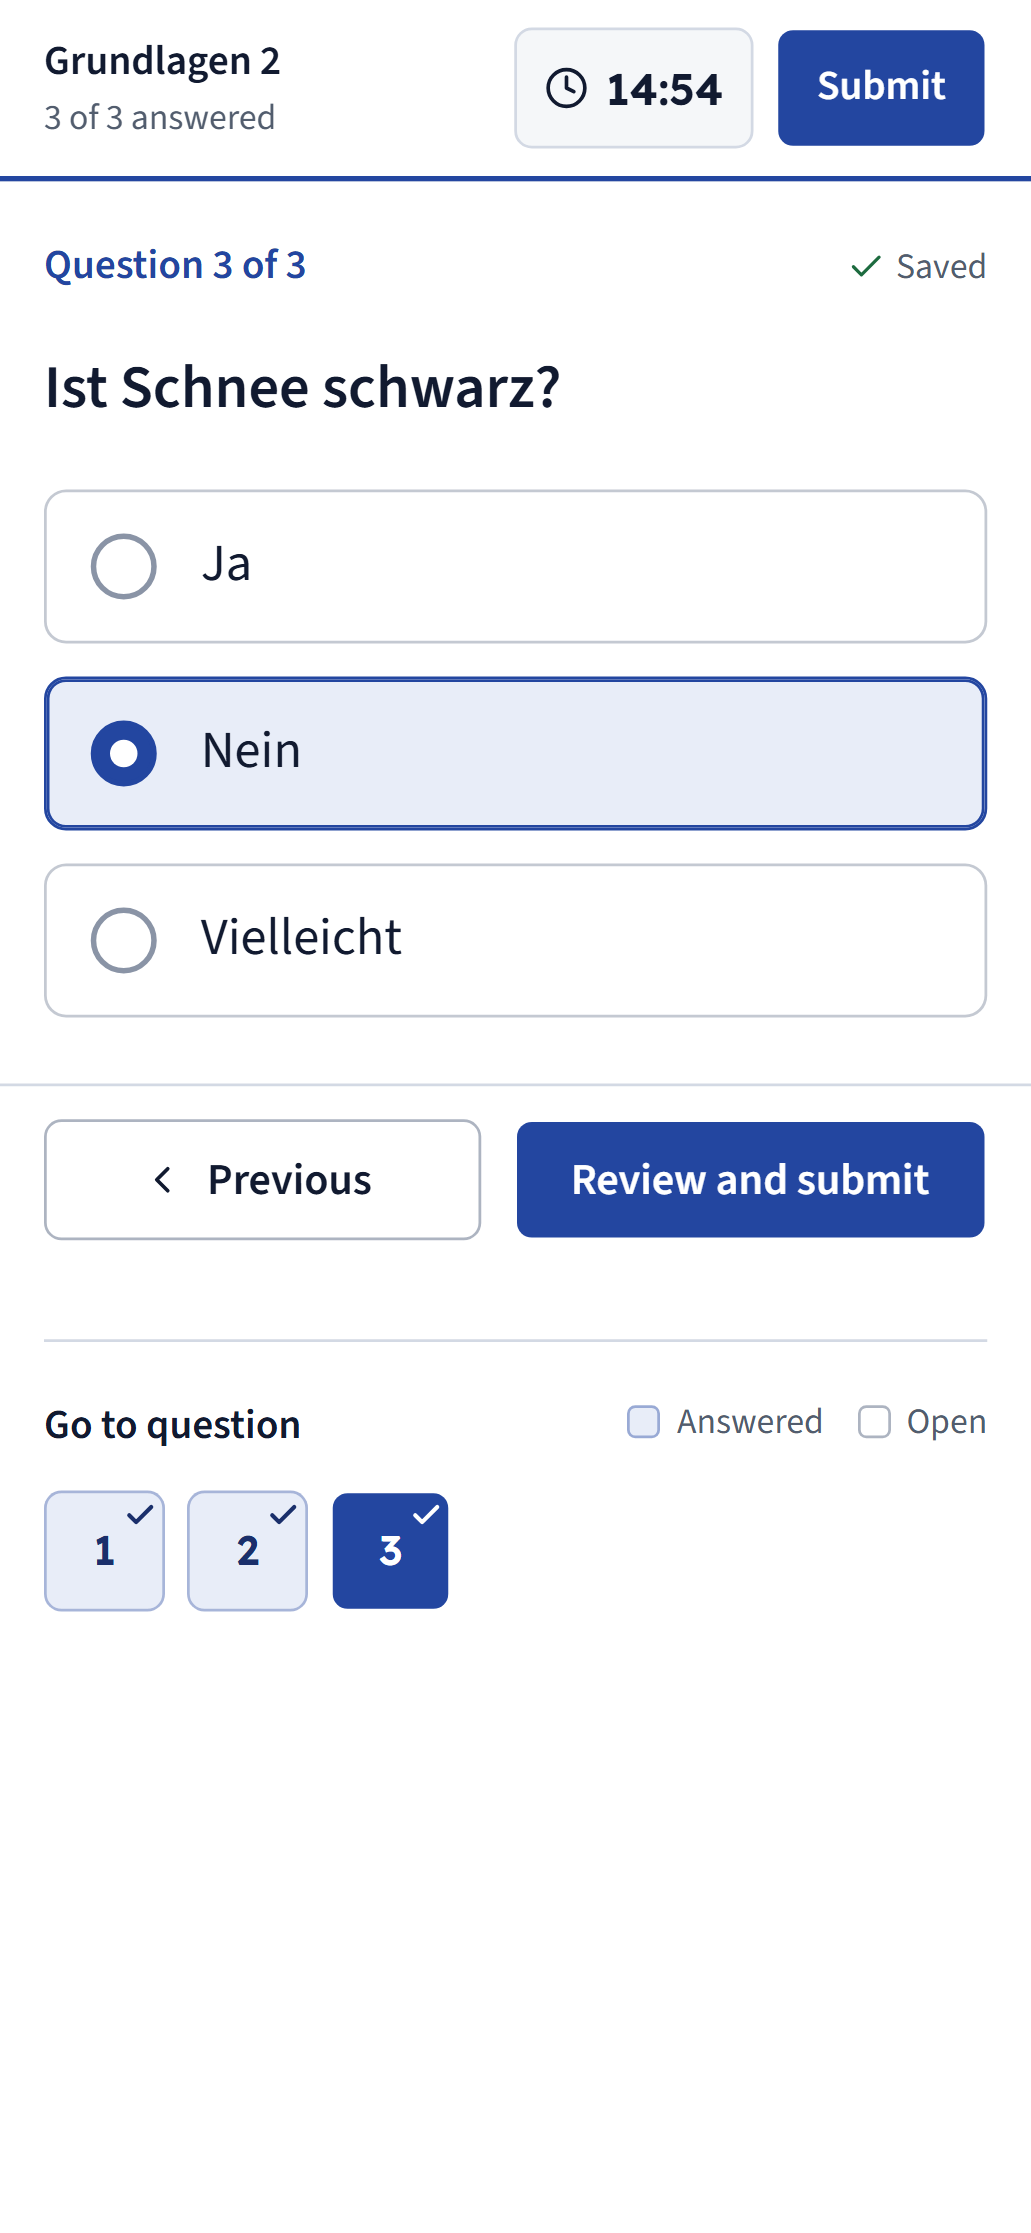 Grundlagen 2
3 of 3 answered
14:54
Submit
Question 3 of 3
Saved
Ist Schnee schwarz?
Ja
Nein
Vielleicht
Previous
Review and submit
Go to question
Answered
Open
1
2
3